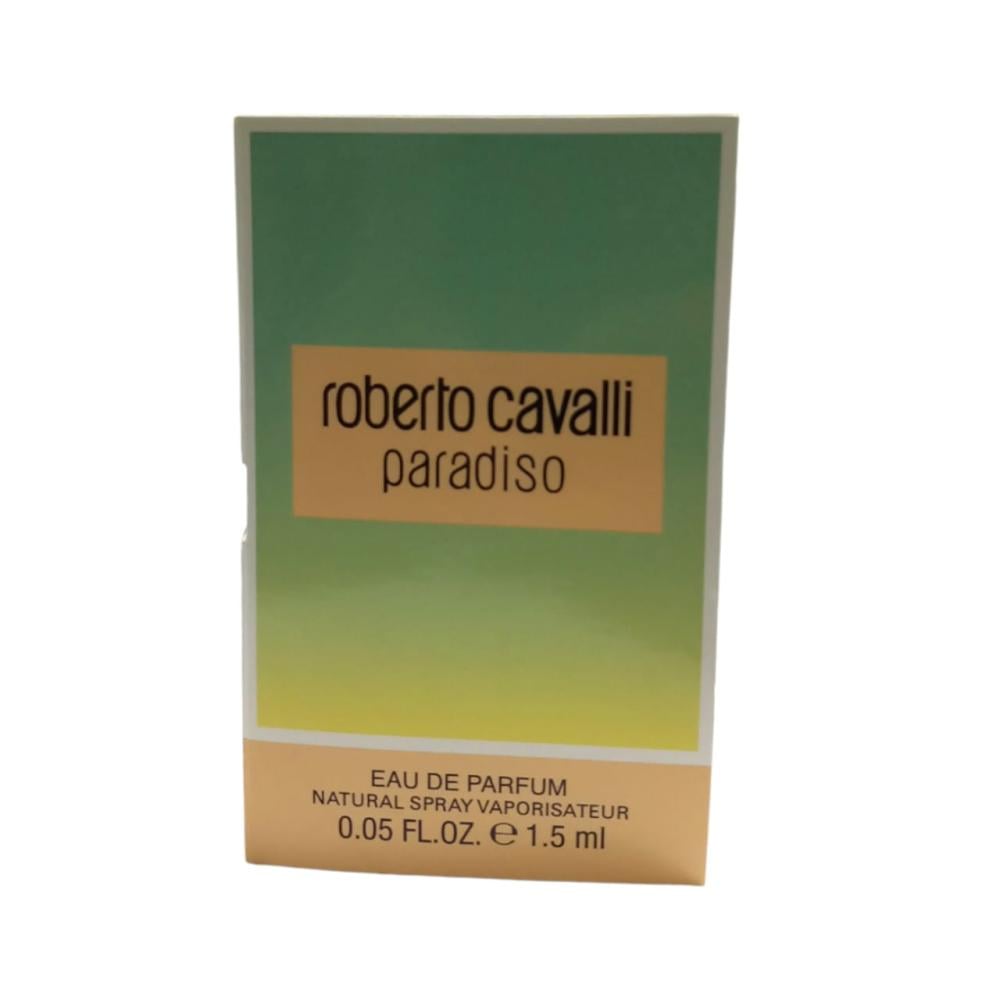 roberto cavalli
paradiso
EAU DE PARFUM
NATURAL SPRAY VAPORISATEUR
0.05 FL.OZ. ℮ 1.5 ml